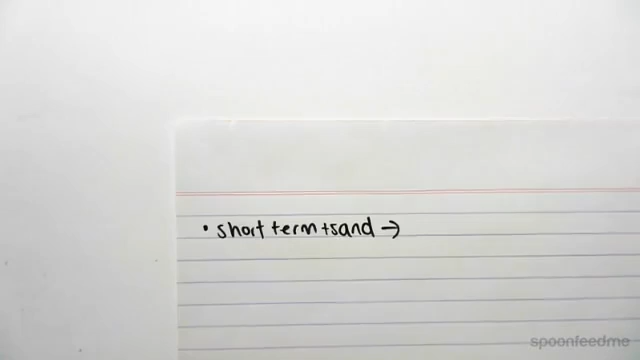 • short term +sand →
spoonfeedme